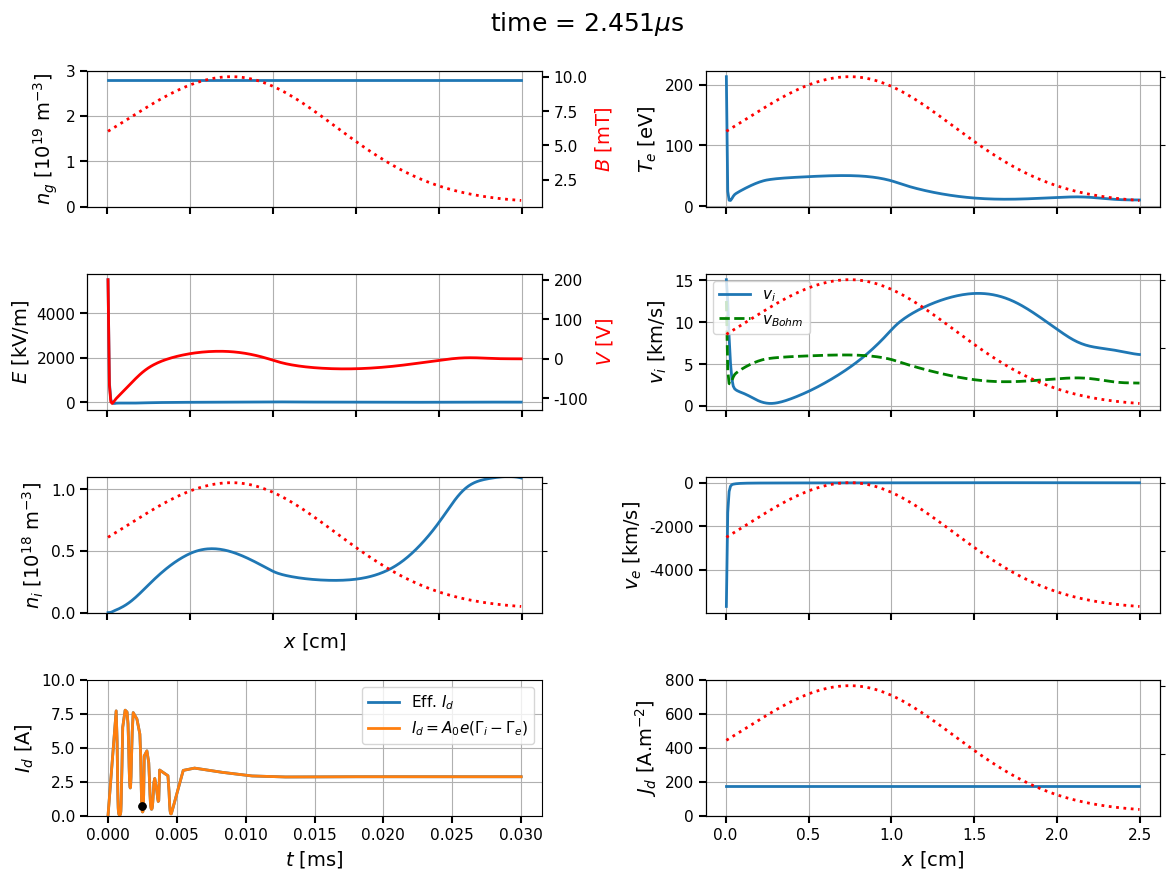 time = 2.451μs
n_g [10^19 m^-3]
3
2
1
0
10.0
7.5
5.0
2.5
B [mT]
T_e [eV]
200
100
0
E [kV/m]
4000
2000
0
200
100
0
-100
V [V]
v_i [km/s]
15
10
5
0
v_i
v_Bohm
n_i [10^18 m^-3]
1.0
0.5
0.0
x [cm]
v_e [km/s]
0
-2000
-4000
I_d [A]
10.0
7.5
5.0
2.5
0.0
Eff. I_d
I_d = A_0e(Γ_i − Γ_e)
0.000 0.005 0.010 0.015 0.020 0.025 0.030
t [ms]
J_d [A.m^-2]
800
600
400
200
0
0.0 0.5 1.0 1.5 2.0 2.5
x [cm]